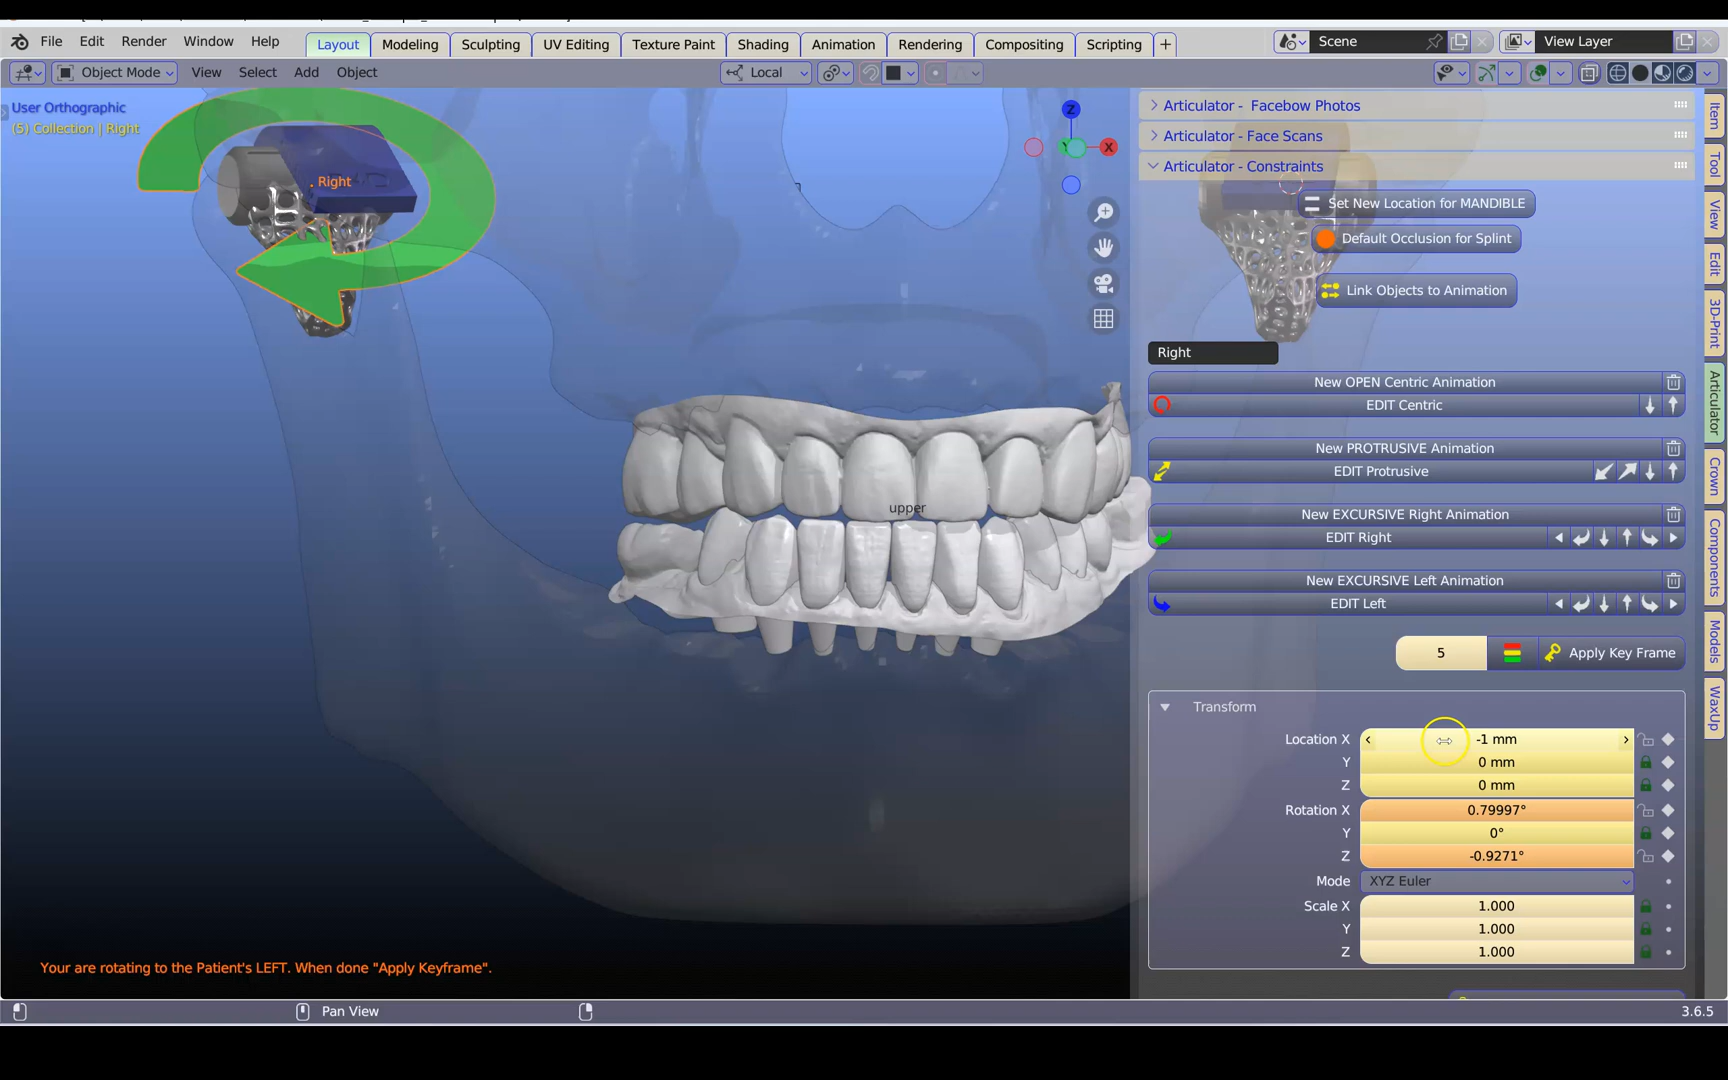 File Edit Render Window Help Layout Modeling Sculpting UV Editing Texture Paint Shading Animation Rendering Compositing Scripting + Scene View Layer
Object Mode View Select Add Object Local
User Orthographic
(5) Collection | Right
Z
Y
X
Right
upper
Articulator - Facebow Photos
Articulator - Face Scans
Articulator - Constraints
Set New Location for MANDIBLE
Default Occlusion for Splint
Link Objects to Animation
Right
New OPEN Centric Animation
EDIT Centric
New PROTRUSIVE Animation
EDIT Protrusive
New EXCURSIVE Right Animation
EDIT Right
New EXCURSIVE Left Animation
EDIT Left
5 Apply Key Frame
Transform
Location X -1 mm
Y 0 mm
Z 0 mm
Rotation X 0.79997°
Y 0°
Z -0.9271°
Mode XYZ Euler
Scale X 1.000
Y 1.000
Z 1.000
Item
Tool
View
Edit
3D-Print
Articulator
Crown
Components
Models
WaxUp
Your are rotating to the Patient's LEFT. When done "Apply Keyframe".
Pan View
3.6.5